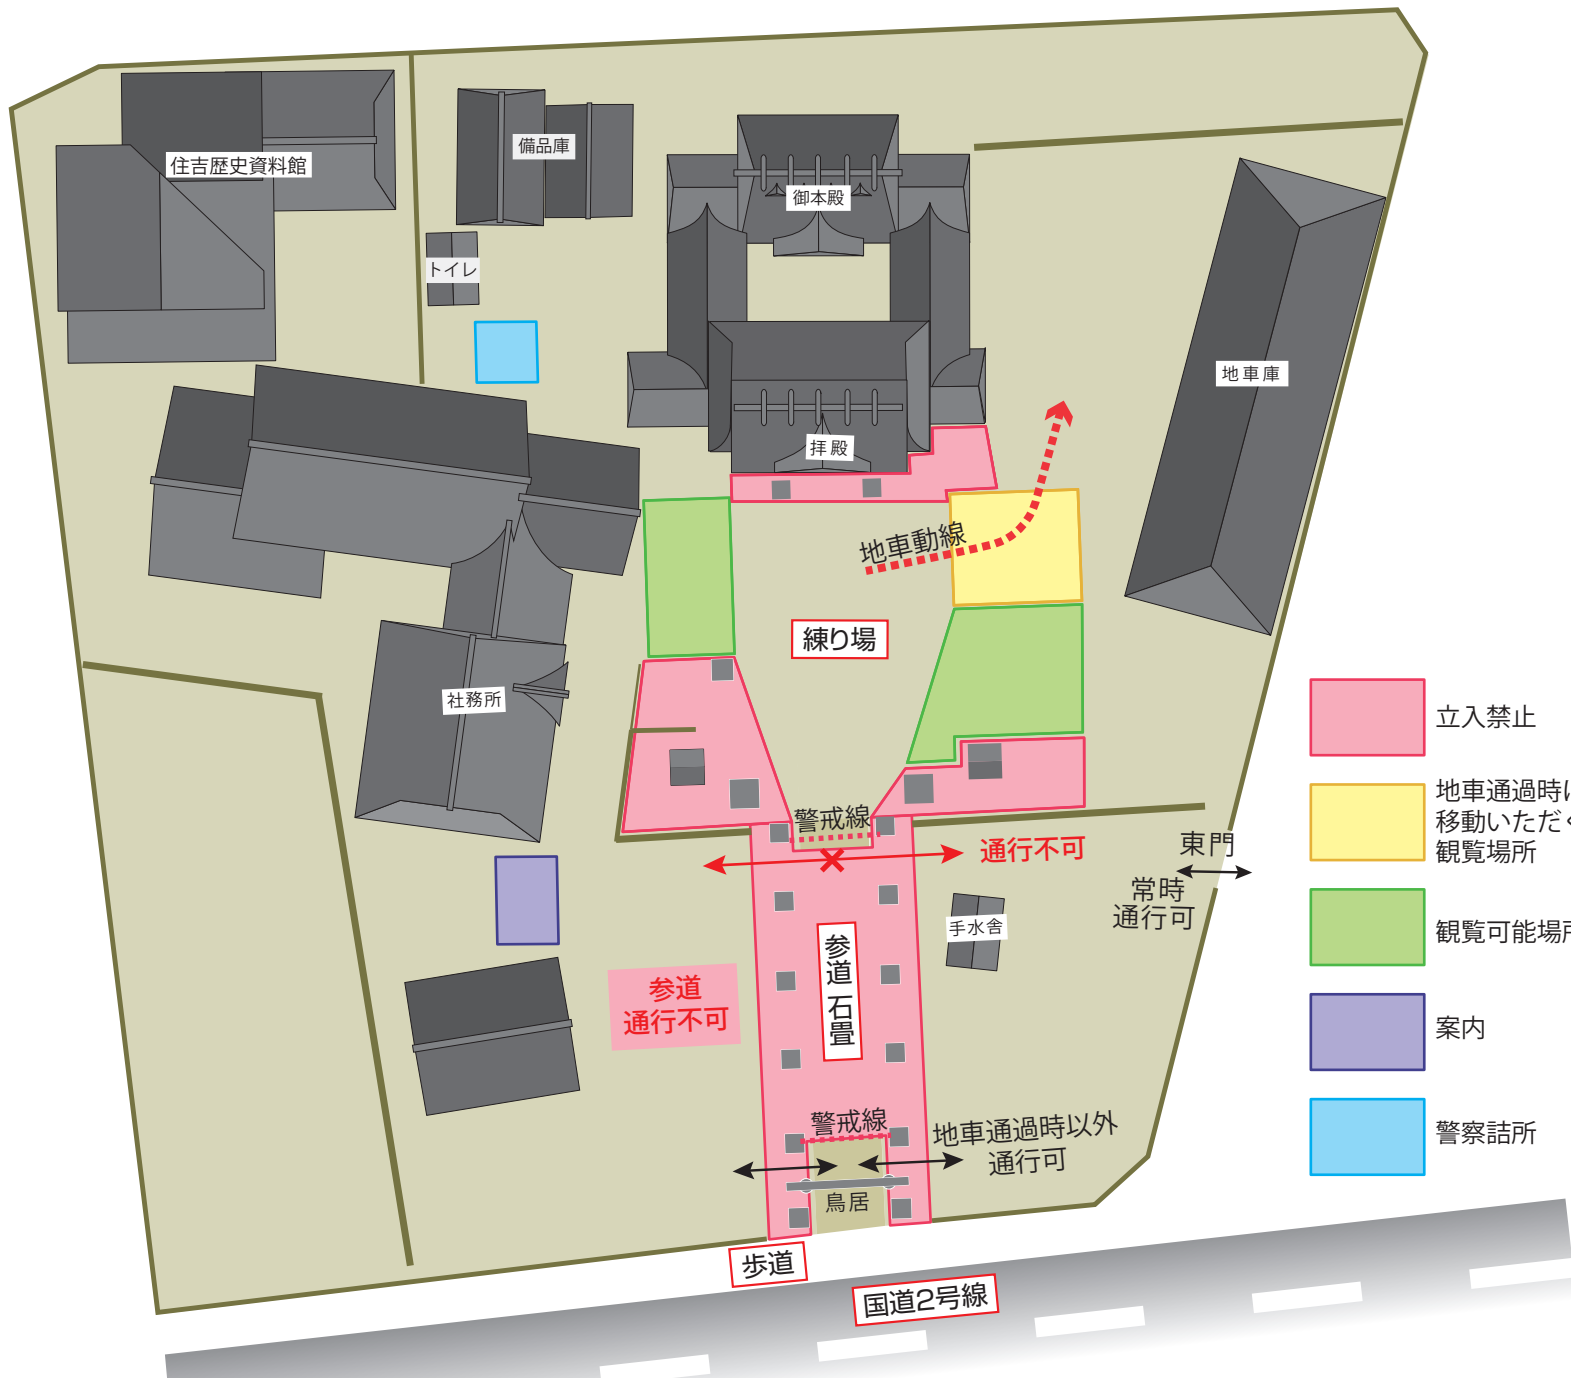 住吉歴史資料館
備品庫
御本殿
トイレ
地車庫
拝殿
地車動線
練り場
社務所
警戒線
通行不可
東門
常時
通行可
手水舎
参道 石畳
参道
通行不可
警戒線
地車通過時以外
通行可
鳥居
歩道
国道2号線
立入禁止
地車通過時
移動いただ
観覧場所
観覧可能場
案内
警察詰所